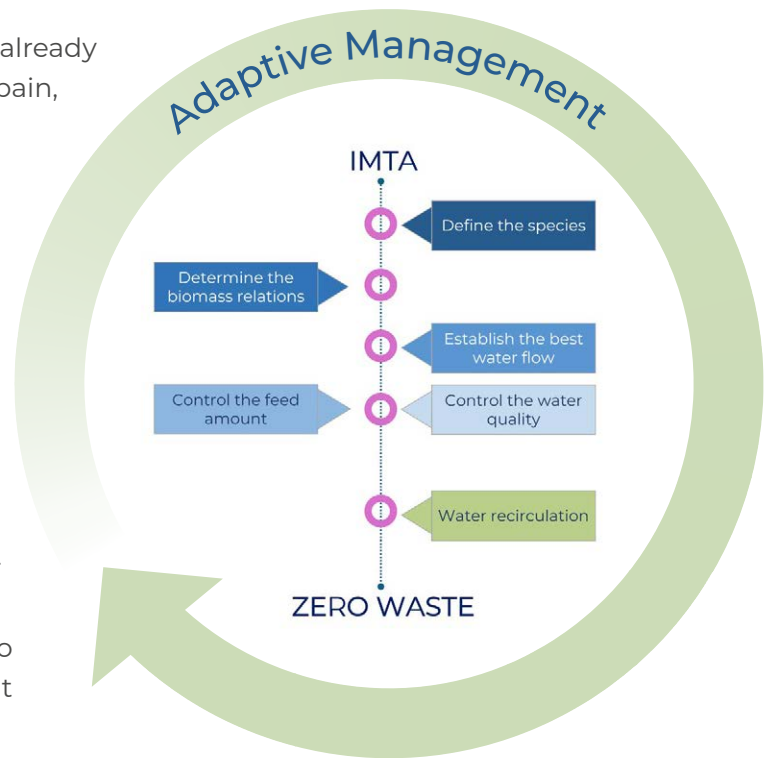 already
pain,
Adaptive Management
IMTA
Define the species
Determine the
biomass relations
Establish the best
water flow
Control the feed
amount
Control the water
quality
Water recirculation
ZERO WASTE
o
t